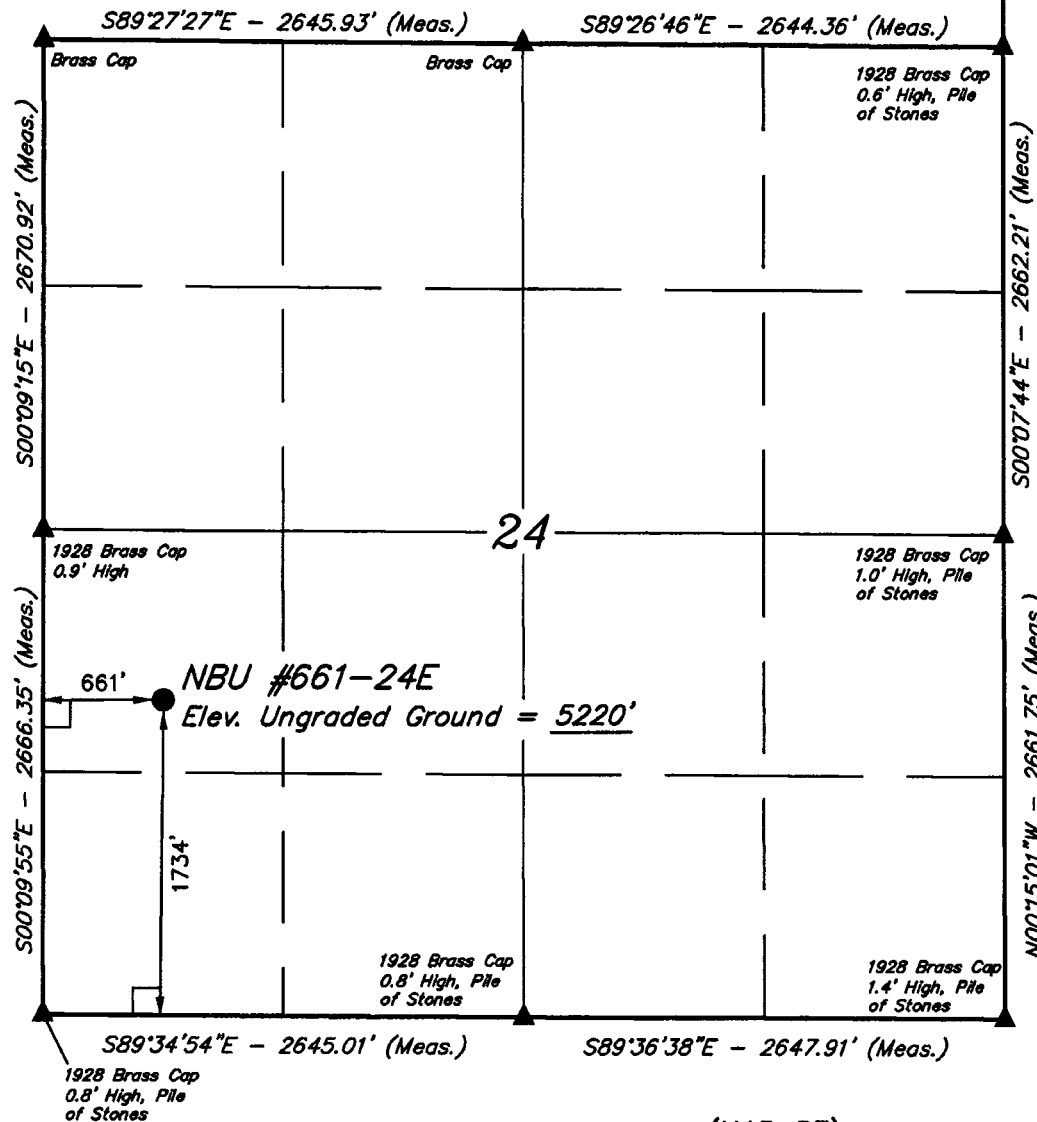 S89°27'27"E - 2645.93' (Meas.)
S89°26'46"E - 2644.36' (Meas.)
Brass Cap
Brass Cap
1928 Brass Cap
0.6' High, Pile
of Stones
S00°09'15"E - 2670.92' (Meas.)
S00°07'44"E - 2662.21' (Meas.)
24
1928 Brass Cap
0.9' High
1928 Brass Cap
1.0' High, Pile
of Stones
S00°09'55"E - 2666.35' (Meas.)
661'
NBU #661-24E
Elev. Ungraded Ground = 5220'
1734'
N00°15'01"W - 2661.75' (Meas.)
1928 Brass Cap
0.8' High, Pile
of Stones
1928 Brass Cap
1.4' High, Pile
of Stones
S89°34'54"E - 2645.01' (Meas.)
S89°36'38"E - 2647.91' (Meas.)
1928 Brass Cap
0.8' High, Pile
of Stones